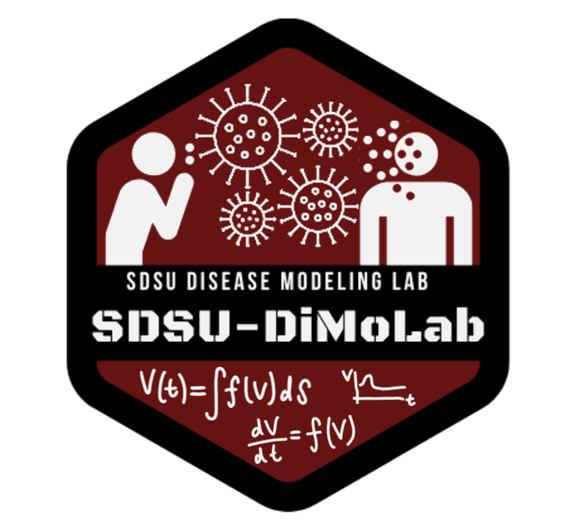 SDSU DISEASE MODELING LAB
SDSU-DiMoLab
V(t)=∫f(V)ds
V
t
dV/dt=f(V)